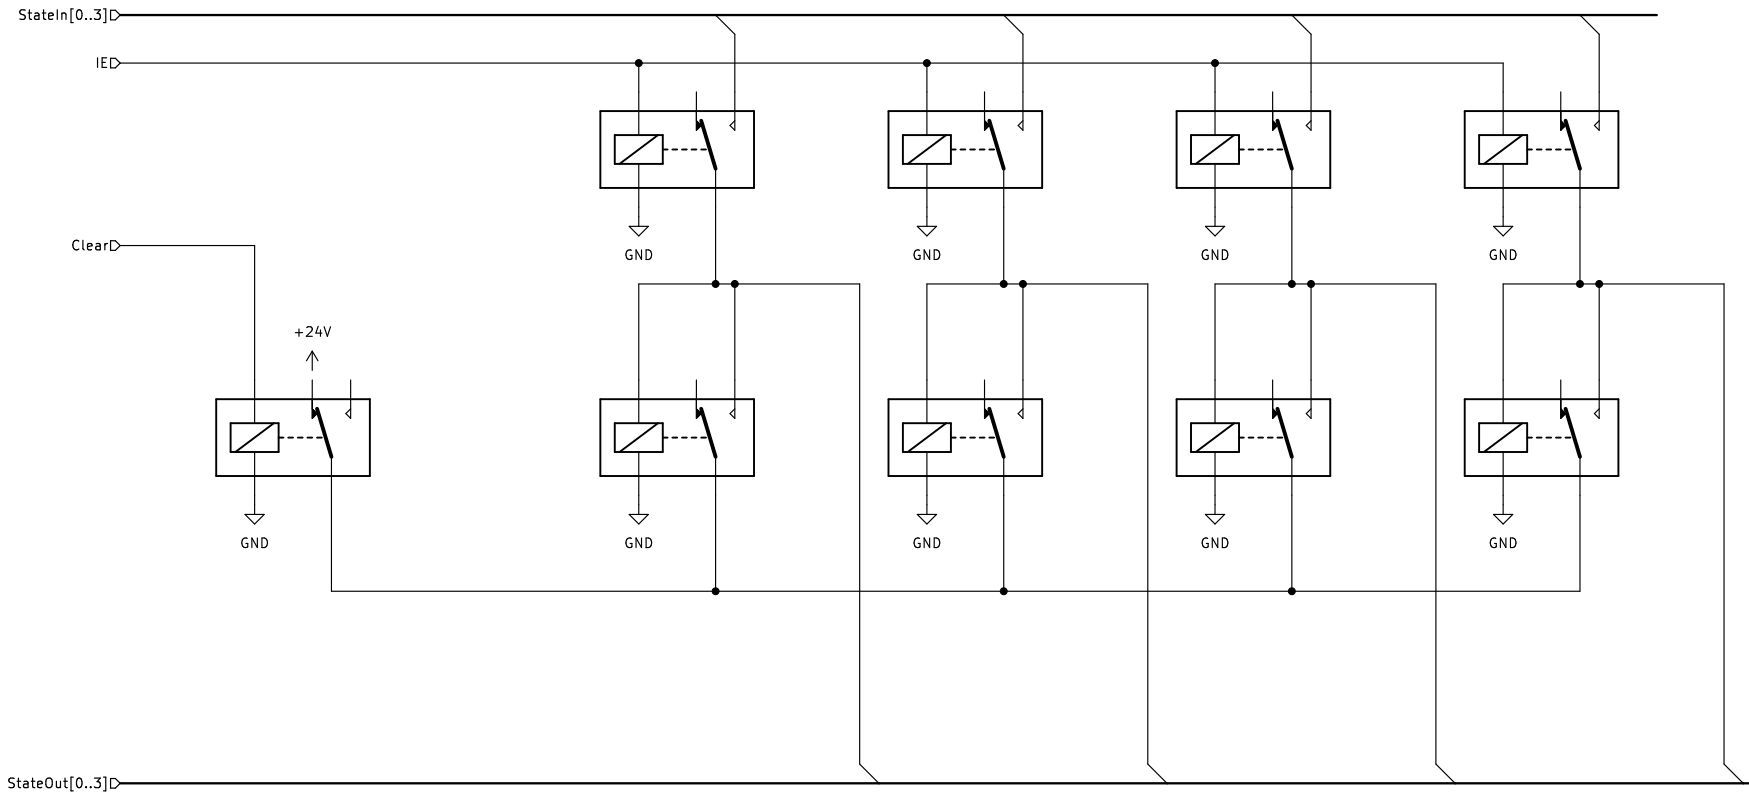 StateIn[0..3]
IE
GND
GND
GND
GND
Clear
+24V
GND
GND
GND
GND
GND
StateOut[0..3]